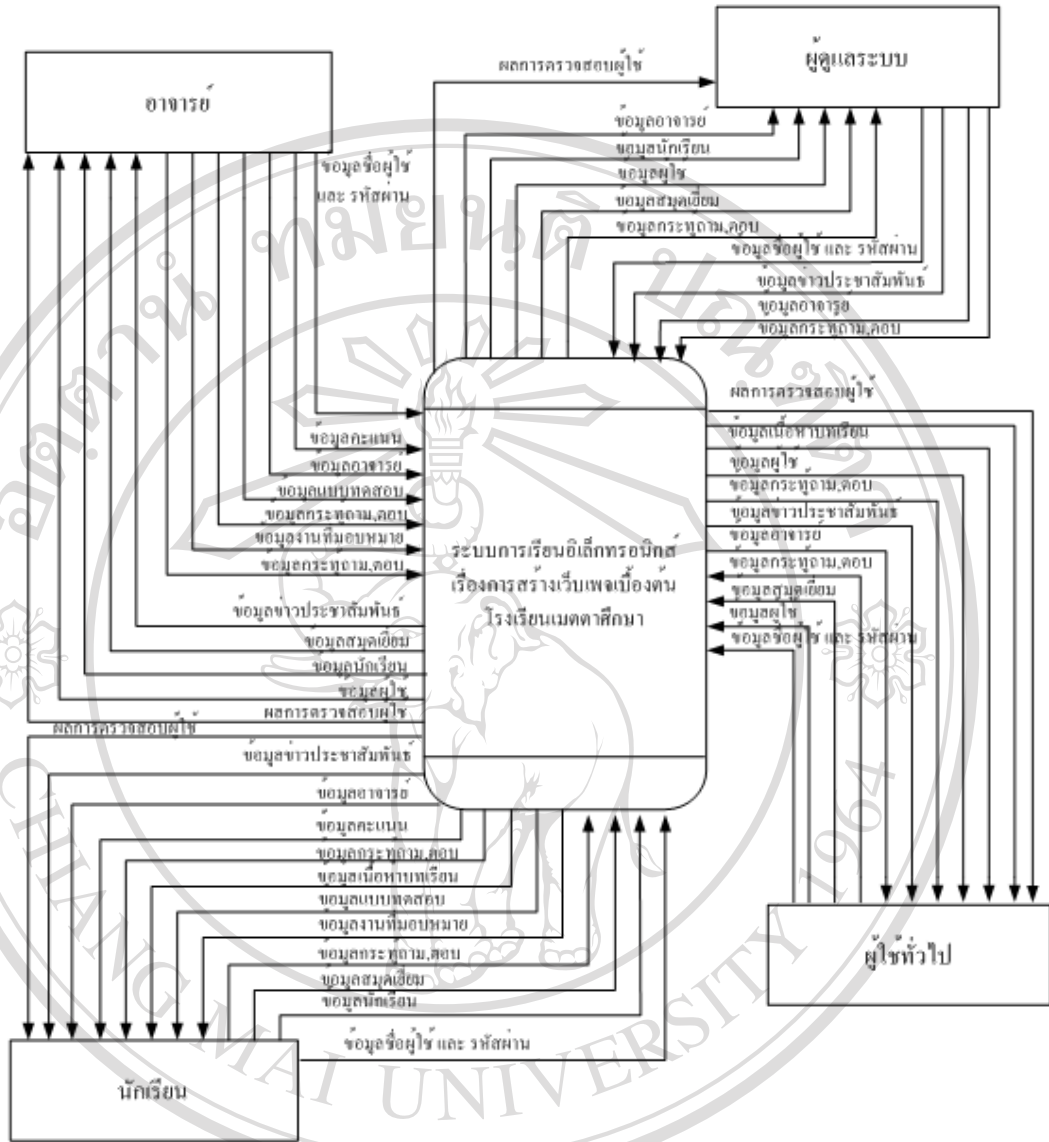 อาจารย์
ผู้ดูแลระบบ
ผลการตรวจสอบผู้ใช้
ข้อมูลอาจารย์
ข้อมูลนักเรียน
ข้อมูลผู้ใช้
ข้อมูลสมุดเยี่ยม
ข้อมูลกระทู้ถาม,ตอบ
ข้อมูลชื่อผู้ใช้ และ รหัสผ่าน
ข้อมูลข่าวประชาสัมพันธ์
ข้อมูลอาจารย์
ข้อมูลกระทู้ถาม,ตอบ
ข้อมูลชื่อผู้ใช้
และ รหัสผ่าน
ข้อมูลคะแนน
ข้อมูลอาจารย์
ข้อมูลแบบทดสอบ
ข้อมูลกระทู้ถาม,ตอบ
ข้อมูลงานที่มอบหมาย
ข้อมูลกระทู้ถาม,ตอบ
ข้อมูลข่าวประชาสัมพันธ์
ข้อมูลสมุดเยี่ยม
ข้อมูลนักเรียน
ข้อมูลผู้ใช้
ผลการตรวจสอบผู้ใช้
ระบบการเรียนอิเล็กทรอนิกส์
เรื่องการสร้างเว็บเพจเบื้องต้น
โรงเรียนเมตตาศึกษา
ผลการตรวจสอบผู้ใช้
ข้อมูลเนื้อหาบทเรียน
ข้อมูลผู้ใช้
ข้อมูลกระทู้ถาม,ตอบ
ข้อมูลข่าวประชาสัมพันธ์
ข้อมูลอาจารย์
ข้อมูลกระทู้ถาม,ตอบ
ข้อมูลสมุดเยี่ยม
ข้อมูลผู้ใช้
ข้อมูลชื่อผู้ใช้ และ รหัสผ่าน
ผู้ใช้ทั่วไป
ผลการตรวจสอบผู้ใช้
ข้อมูลข่าวประชาสัมพันธ์
ข้อมูลอาจารย์
ข้อมูลคะแนน
ข้อมูลกระทู้ถาม,ตอบ
ข้อมูลเนื้อหาบทเรียน
ข้อมูลแบบทดสอบ
ข้อมูลงานที่มอบหมาย
ข้อมูลกระทู้ถาม,ตอบ
ข้อมูลสมุดเยี่ยม
ข้อมูลนักเรียน
ข้อมูลชื่อผู้ใช้ และ รหัสผ่าน
นักเรียน
CHIANG MAI UNIVERSITY 1964